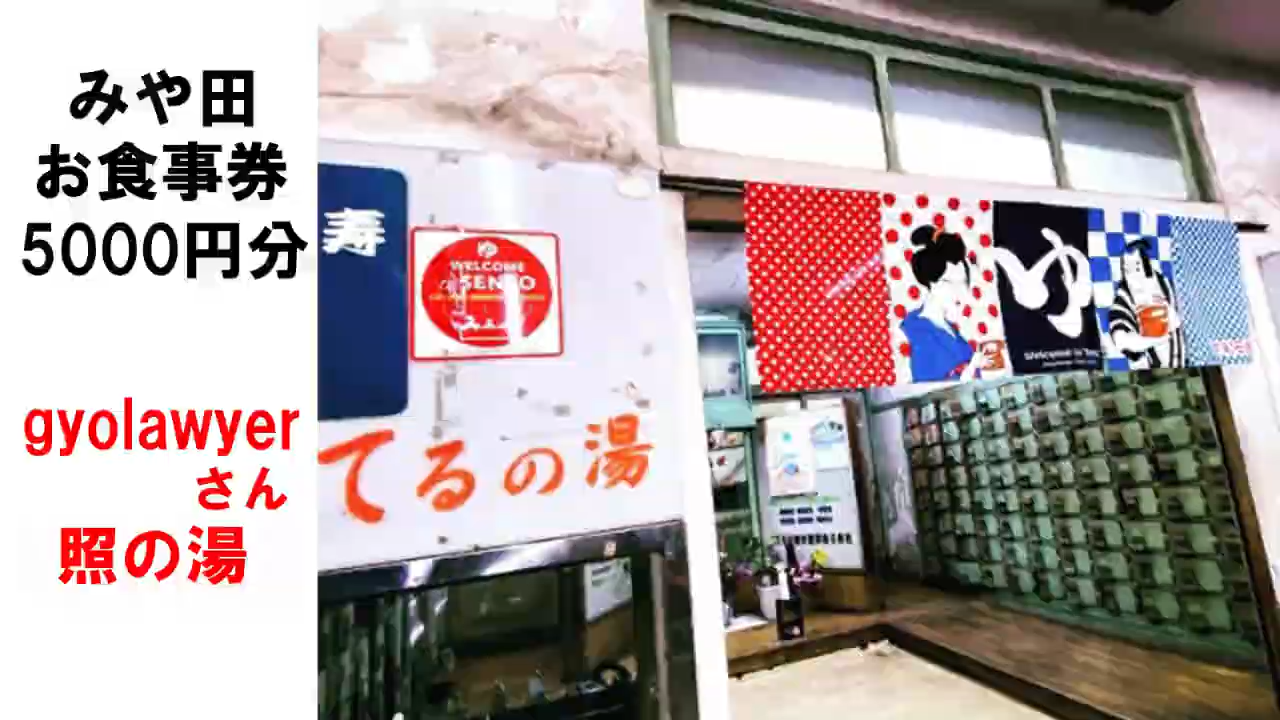 みや田
お食事券
5000円分
gyolawyer
さん
照の湯
寿
ゆ
WELCOME
SENTO
てるの湯
ゆ